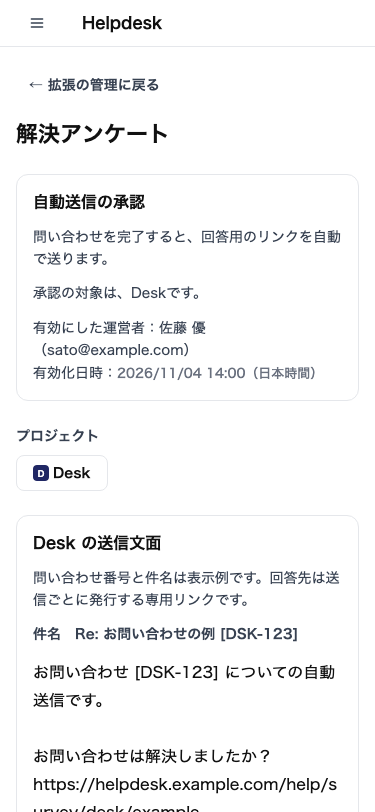 Helpdesk
← 拡張の管理に戻る
解決アンケート
自動送信の承認
問い合わせを完了すると、回答用のリンクを自動
で送ります。
承認の対象は、Deskです。
有効にした運営者：佐藤 優
（sato@example.com）
有効化日時：2026/11/04 14:00（日本時間）
プロジェクト
D Desk
Desk の送信文面
問い合わせ番号と件名は表示例です。回答先は送
信ごとに発行する専用リンクです。
件名　Re: お問い合わせの例 [DSK-123]
お問い合わせ [DSK-123] についての自動
送信です。
お問い合わせは解決しましたか？
https://helpdesk.example.com/help/s
urvey/desk/example